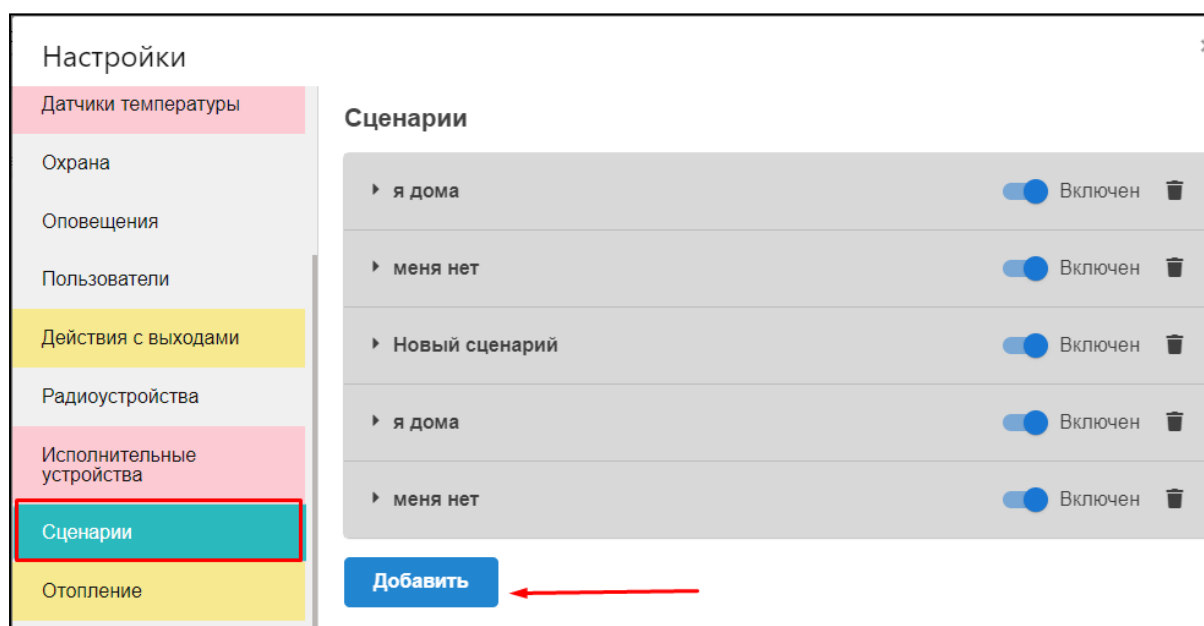 Настройки
Датчики температуры
Охрана
Оповещения
Пользователи
Действия с выходами
Радиоустройства
Исполнительные
устройства
Сценарии
Отопление
Сценарии
я дома Включен
меня нет Включен
Новый сценарий Включен
я дома Включен
меня нет Включен
Добавить